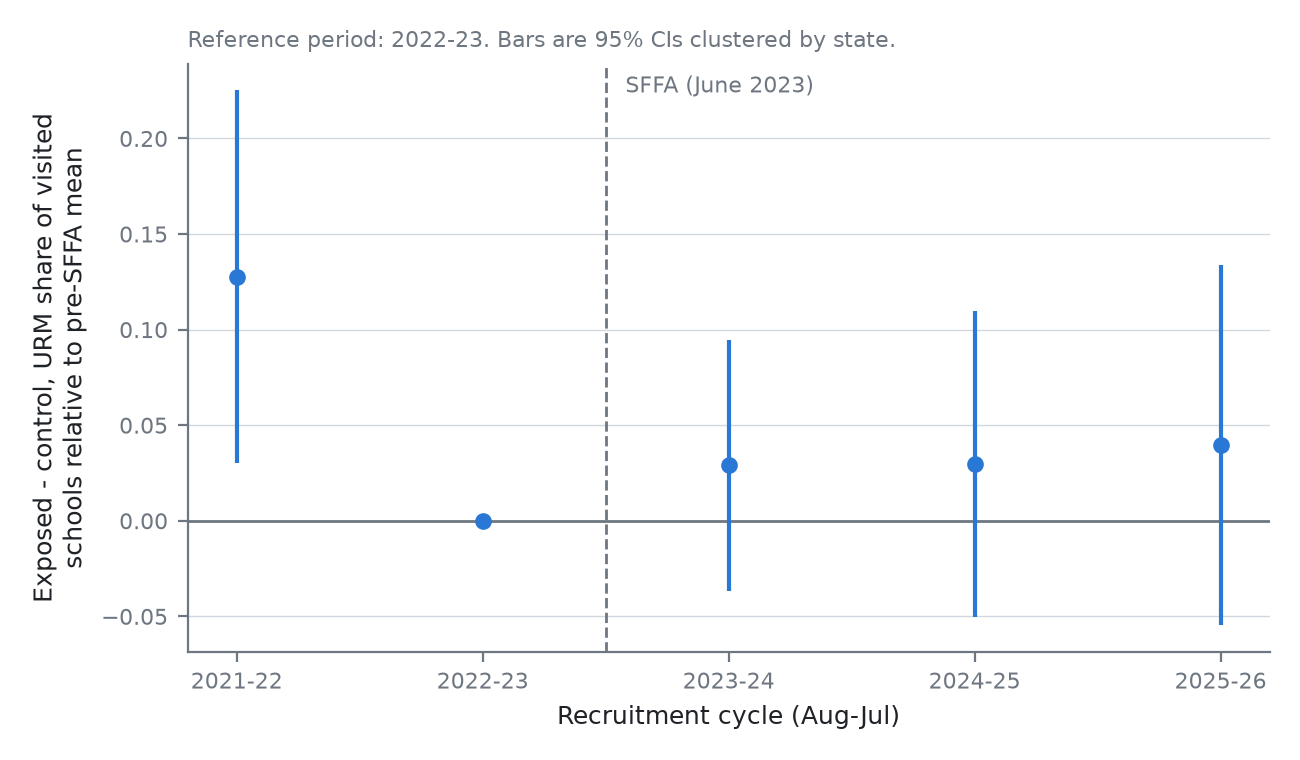 Reference period: 2022-23. Bars are 95% CIs clustered by state.
SFFA (June 2023)
Exposed - control, URM share of visited
schools relative to pre-SFFA mean
0.20
0.15
0.10
0.05
0.00
−0.05
2021-22
2022-23
2023-24
2024-25
2025-26
Recruitment cycle (Aug-Jul)